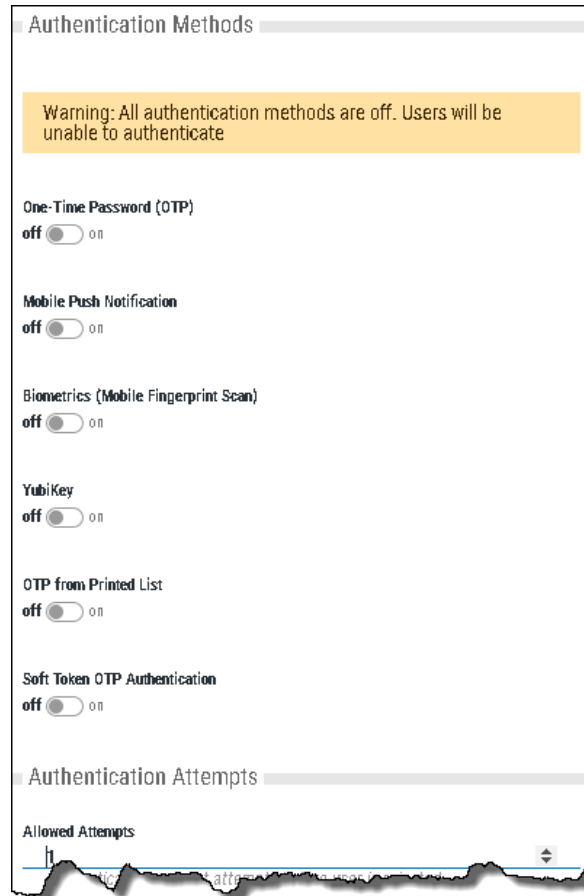 Authentication Methods
Warning: All authentication methods are off. Users will be
unable to authenticate
One-Time Password (OTP)
off on
Mobile Push Notification
off on
Biometrics (Mobile Fingerprint Scan)
off on
YubiKey
off on
OTP from Printed List
off on
Soft Token OTP Authentication
off on
Authentication Attempts
Allowed Attempts
1